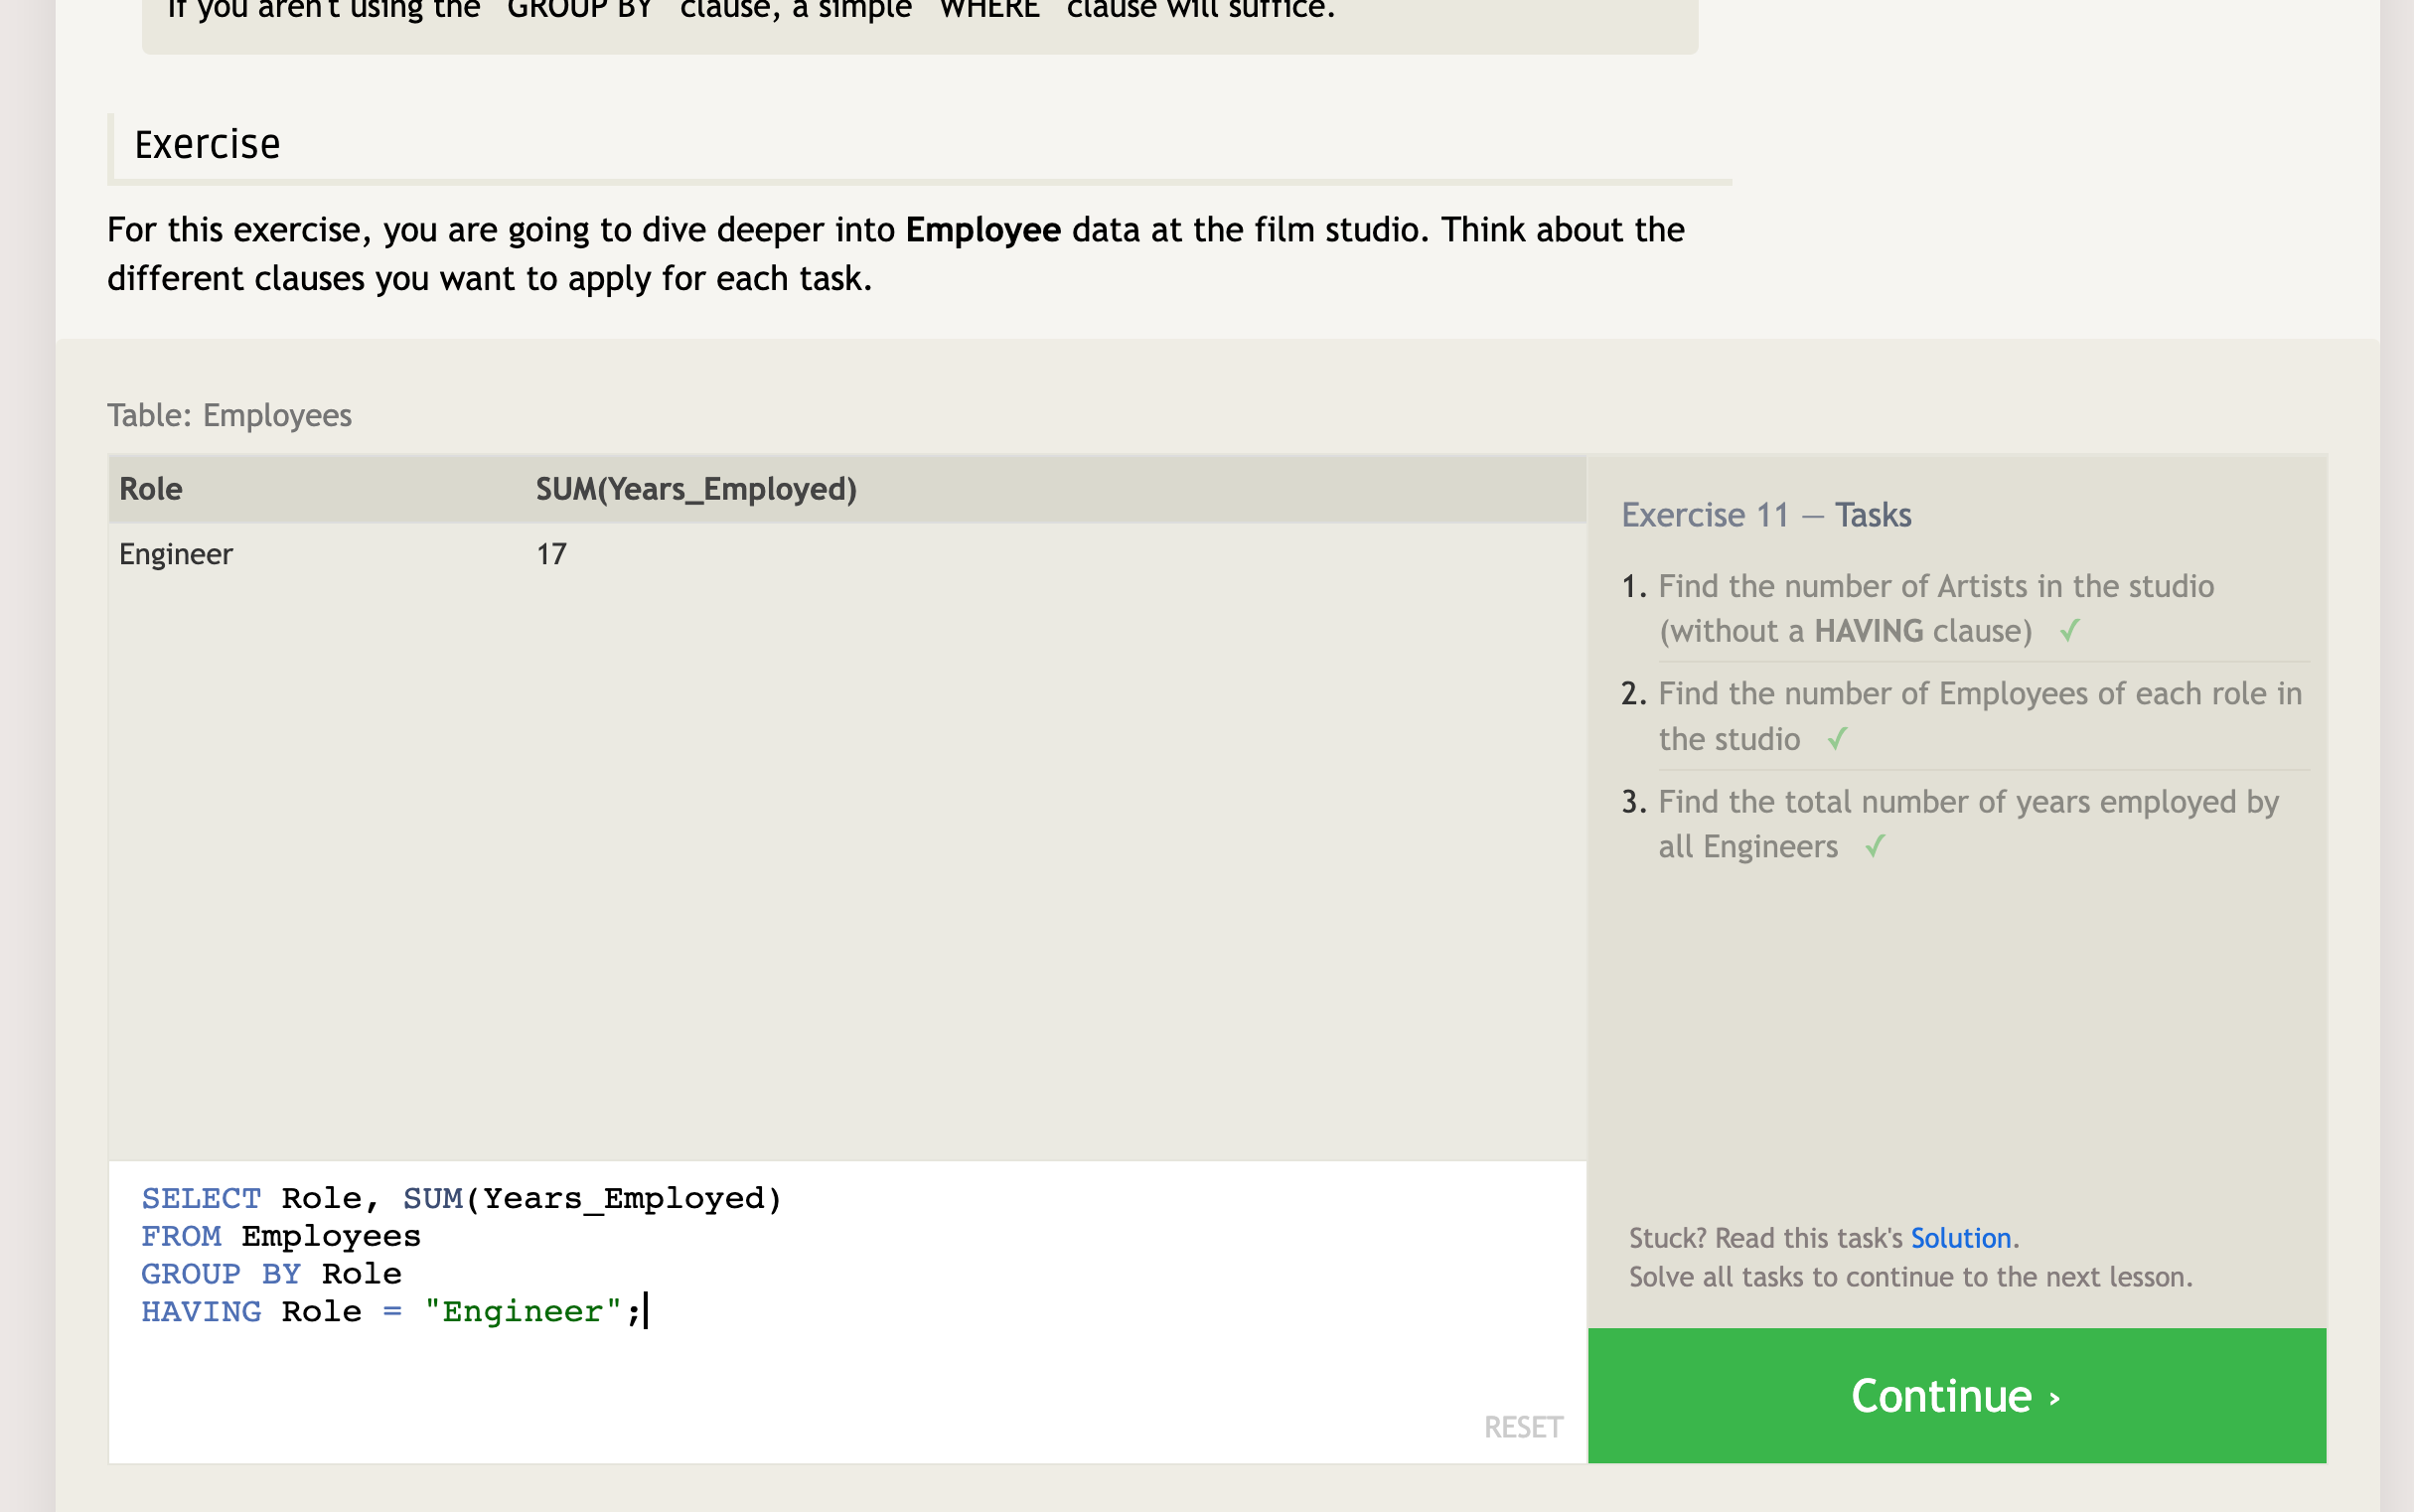 If you aren't using the `GROUP BY` clause, a simple `WHERE` clause will suffice.
Exercise
For this exercise, you are going to dive deeper into Employee data at the film studio. Think about the
different clauses you want to apply for each task.
Table: Employees
Role SUM(Years_Employed)
Engineer 17
SELECT Role, SUM(Years_Employed)
FROM Employees
GROUP BY Role
HAVING Role = "Engineer";
RESET
Exercise 11 — Tasks
1. Find the number of Artists in the studio
(without a HAVING clause) ✓
2. Find the number of Employees of each role in
the studio ✓
3. Find the total number of years employed by
all Engineers ✓
Stuck? Read this task's Solution.
Solve all tasks to continue to the next lesson.
Continue ›